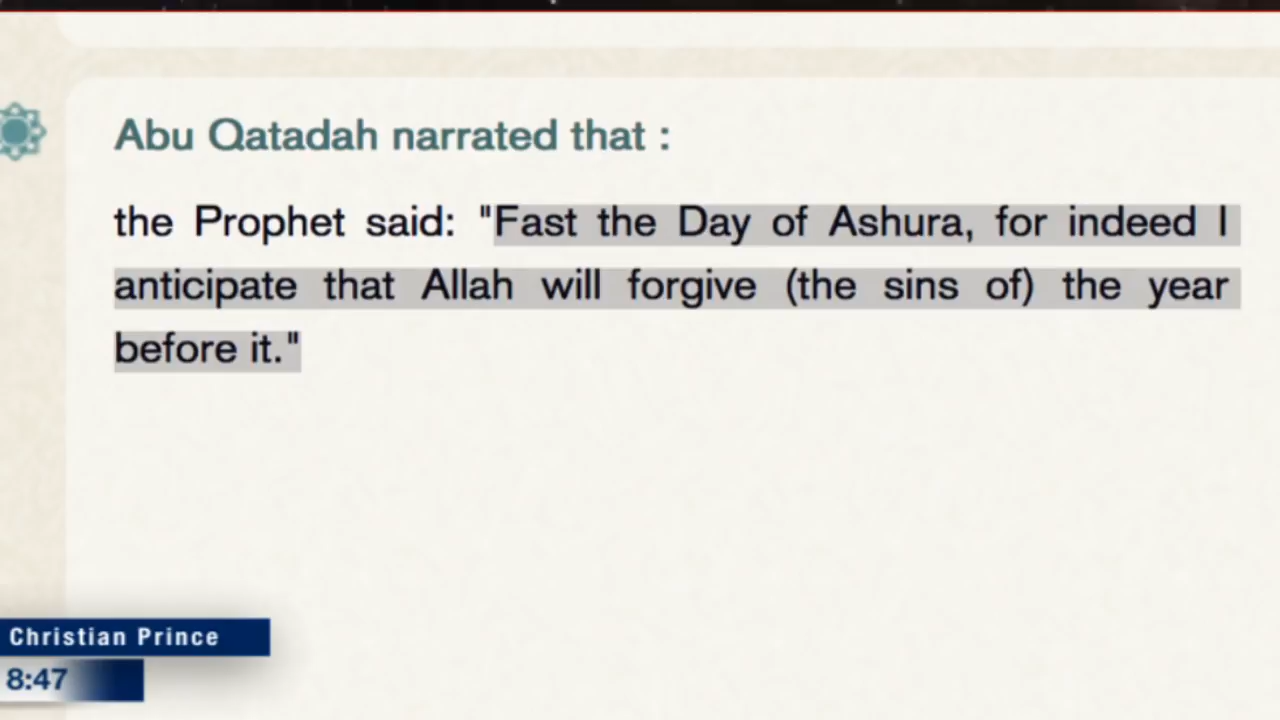 Abu Qatadah narrated that :
the Prophet said: "Fast the Day of Ashura, for indeed I
anticipate that Allah will forgive (the sins of) the year
before it."
Christian Prince
8:47